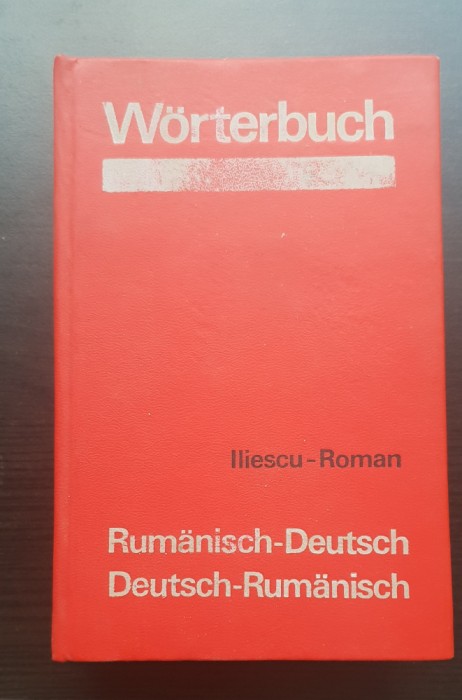 Wörterbuch
Iliescu-Roman
Rumänisch-Deutsch
Deutsch-Rumänisch